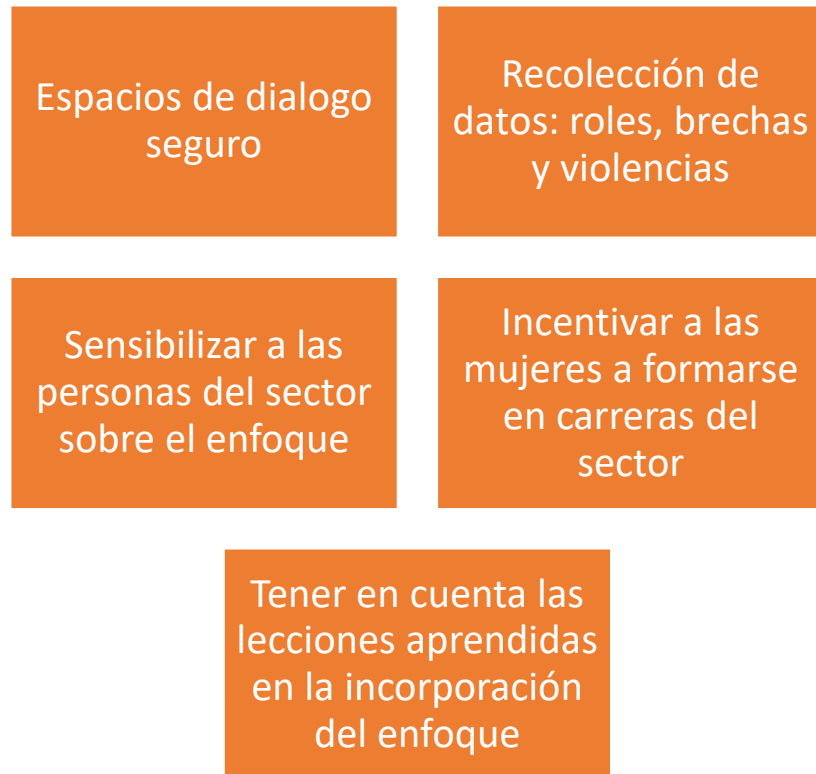 Espacios de dialogo
seguro
Recolección de
datos: roles, brechas
y violencias
Sensibilizar a las
personas del sector
sobre el enfoque
Incentivar a las
mujeres a formarse
en carreras del
sector
Tener en cuenta las
lecciones aprendidas
en la incorporación
del enfoque